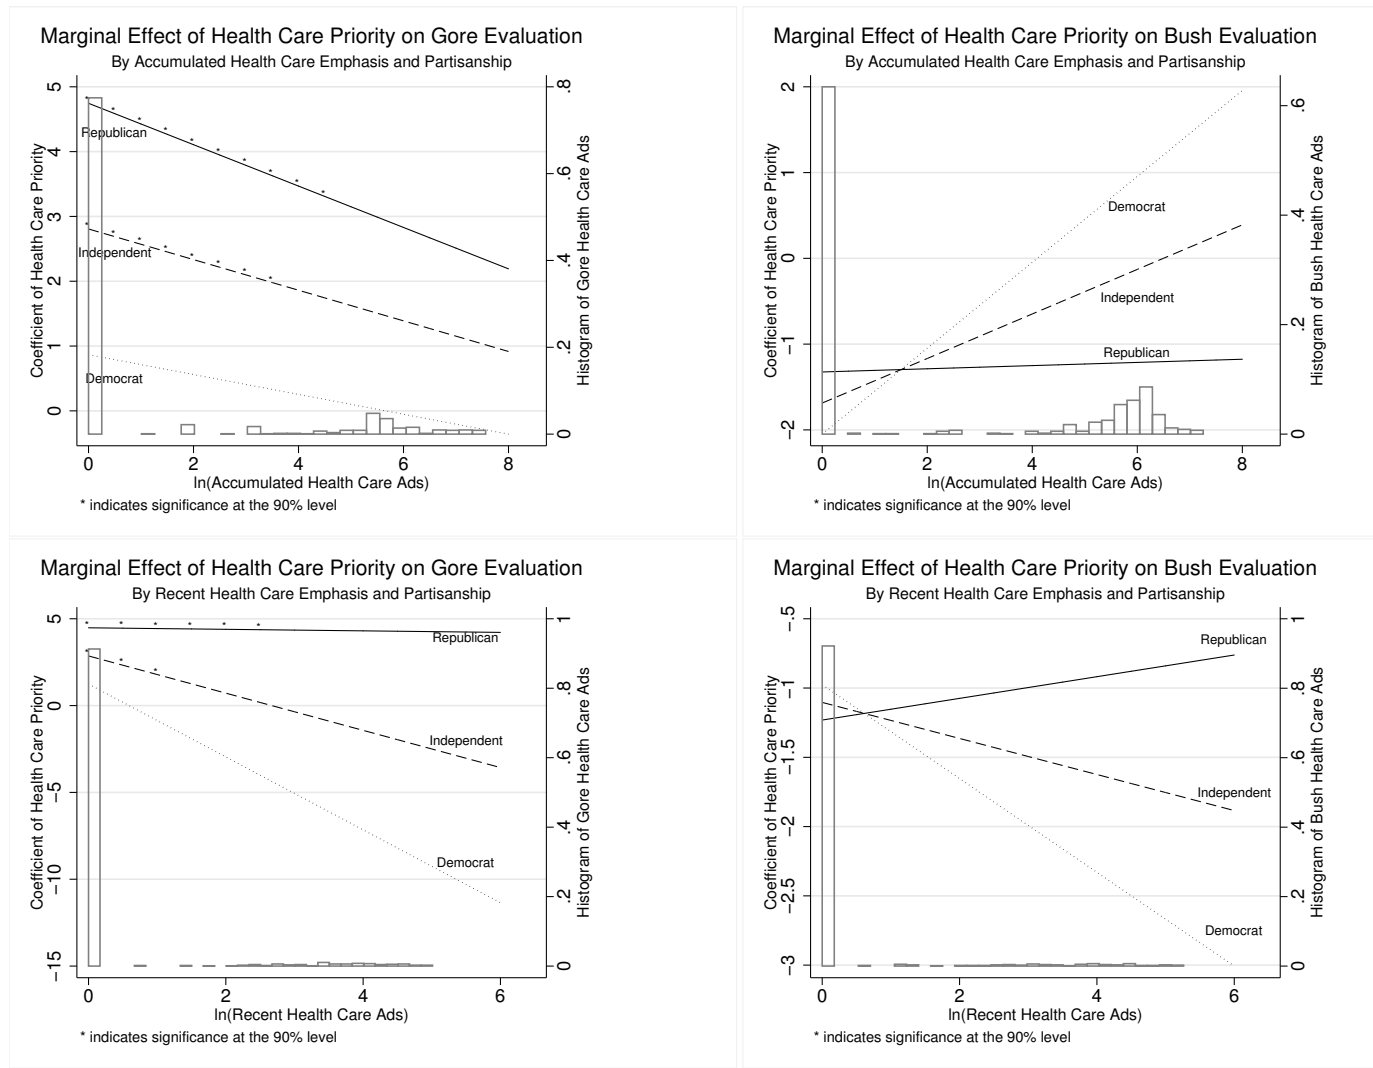 Marginal Effect of Health Care Priority on Gore Evaluation
By Accumulated Health Care Emphasis and Partisanship
Coefficient of Health Care Priority
5
4
3
2
1
0
Republican
Independent
Democrat
.8
.6
.4
.2
0
Histogram of Gore Health Care Ads
0 2 4 6 8
ln(Accumulated Health Care Ads)
* indicates significance at the 90% level
Marginal Effect of Health Care Priority on Bush Evaluation
By Accumulated Health Care Emphasis and Partisanship
Coefficient of Health Care Priority
2
1
0
−1
−2
Democrat
Independent
Republican
.6
.4
.2
0
Histogram of Bush Health Care Ads
0 2 4 6 8
ln(Accumulated Health Care Ads)
* indicates significance at the 90% level
Marginal Effect of Health Care Priority on Gore Evaluation
By Recent Health Care Emphasis and Partisanship
Coefficient of Health Care Priority
5
0
−5
−10
−15
Republican
Independent
Democrat
1
.8
.6
.4
.2
0
Histogram of Gore Health Care Ads
0 2 4 6
ln(Recent Health Care Ads)
* indicates significance at the 90% level
Marginal Effect of Health Care Priority on Bush Evaluation
By Recent Health Care Emphasis and Partisanship
Coefficient of Health Care Priority
−.5
−1
−1.5
−2
−2.5
−3
Republican
Independent
Democrat
1
.8
.6
.4
.2
0
Histogram of Bush Health Care Ads
0 2 4 6
ln(Recent Health Care Ads)
* indicates significance at the 90% level